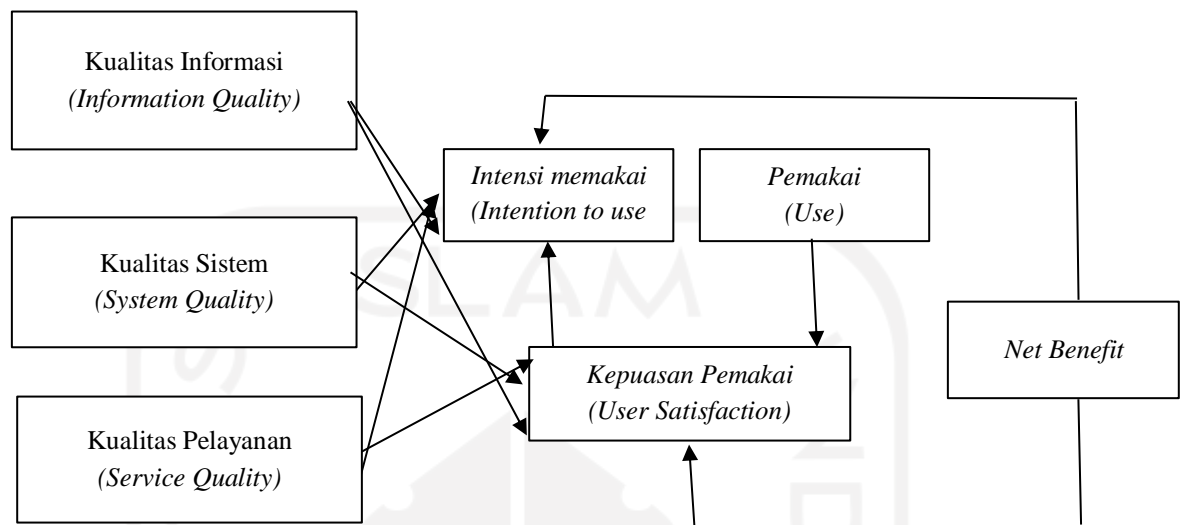 Kualitas Informasi
(Information Quality)
Intensi memakai
(Intention to use
Pemakai
(Use)
Kualitas Sistem
(System Quality)
SLAM
Net Benefit
Kepuasan Pemakai
(User Satisfaction)
Kualitas Pelayanan
(Service Quality)